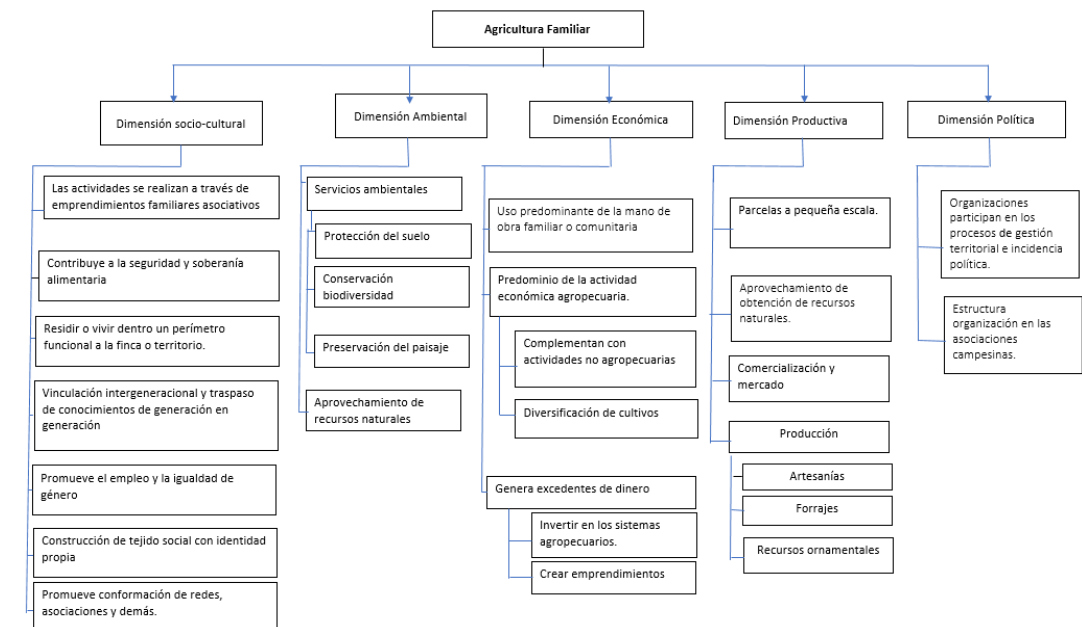 Agricultura Familiar
Dimensión socio-cultural
Las actividades se realizan a través de
emprendimientos familiares asociativos
Contribuye a la seguridad y soberanía
alimentaria
Residir o vivir dentro un perímetro
funcional a la finca o territorio.
Vinculación intergeneracional y traspaso
de conocimientos de generación en
generación
Promueve el empleo y la igualdad de
género
Construcción de tejido social con identidad
propia
Promueve conformación de redes,
asociaciones y demás.
Dimensión Ambiental
Servicios ambientales
Protección del suelo
Conservación
biodiversidad
Preservación del paisaje
Aprovechamiento de
recursos naturales
Dimensión Económica
Uso predominante de la mano de
obra familiar o comunitaria
Predominio de la actividad
económica agropecuaria.
Complementan con
actividades no agropecuarias
Diversificación de cultivos
Genera excedentes de dinero
Invertir en los sistemas
agropecuarios.
Crear emprendimientos
Dimensión Productiva
Parcelas a pequeña escala.
Aprovechamiento de
obtención de recursos
naturales.
Comercialización y
mercado
Producción
Artesanías
Forrajes
Recursos ornamentales
Dimensión Política
Organizaciones
participan en los
procesos de gestión
territorial e incidencia
política.
Estructura
organización en las
asociaciones
campesinas.